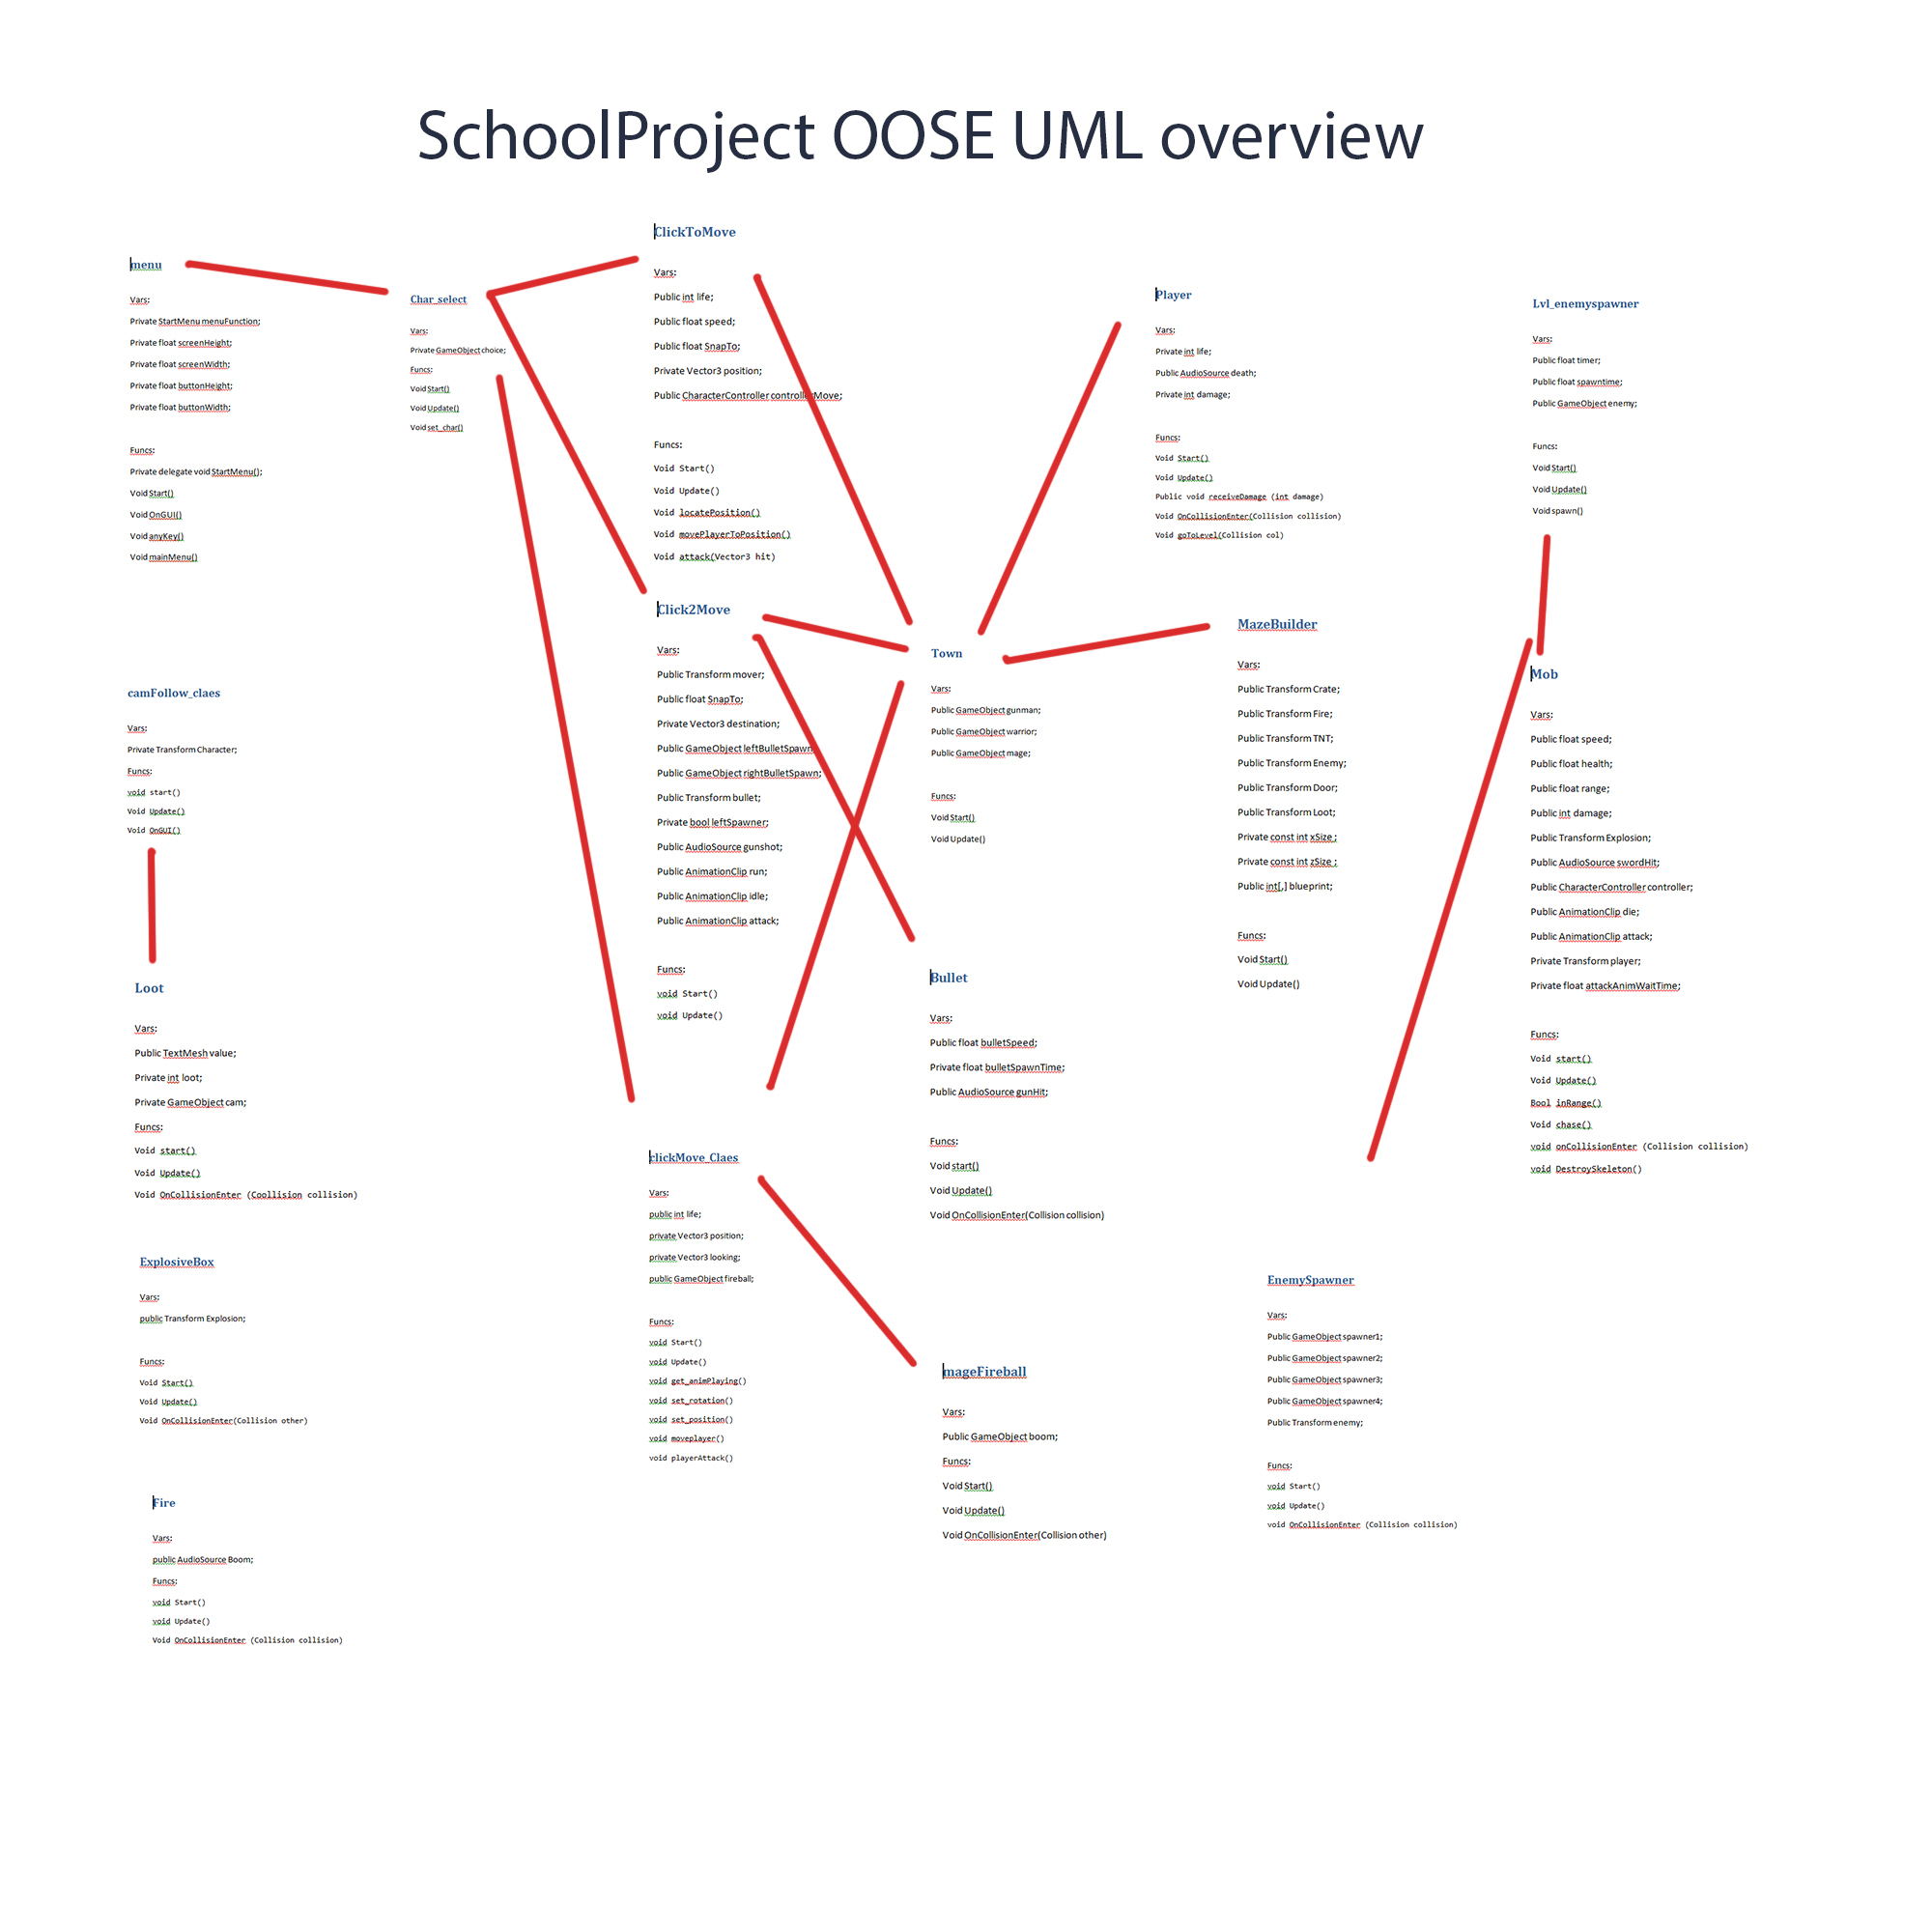 SchoolProject OOSE UML overview
menu
Vars:
Private StartMenu menuFunction;
Private float screenHeight;
Private float screenWidth;
Private float buttonHeight;
Private float buttonWidth;
Funcs:
Private delegate void StartMenu();
Void Start()
Void OnGUI()
Void anyKey()
Void mainMenu()
Char_select
Vars:
Private GameObject choice;
Funcs:
Void Start()
Void Update()
Void set_char()
ClickToMove
Vars:
Public int life;
Public float speed;
Public float SnapTo;
Private Vector3 position;
Public CharacterController controllerMove;
Funcs:
Void Start()
Void Update()
Void locatePosition()
Void movePlayerToPosition()
Void attack(Vector3 hit)
Player
Vars:
Private int life;
Public AudioSource death;
Private int damage;
Funcs:
Void Start()
Void Update()
Public void receiveDamage (int damage)
Void OnCollisionEnter(Collision collision)
Void goToLevel(Collision col)
Lvl_enemyspawner
Vars:
Public float timer;
Public float spawntime;
Public GameObject enemy;
Funcs:
Void Start()
Void Update()
Void spawn()
camFollow_claes
Vars:
Private Transform Character;
Funcs:
void start()
Void Update()
Void OnGUI()
Click2Move
Vars:
Public Transform mover;
Public float SnapTo;
Private Vector3 destination;
Public GameObject leftBulletSpawn;
Public GameObject rightBulletSpawn;
Public Transform bullet;
Private bool leftSpawner;
Public AudioSource gunshot;
Public AnimationClip run;
Public AnimationClip idle;
Public AnimationClip attack;
Funcs:
void Start()
void Update()
Town
Vars:
Public GameObject gunman;
Public GameObject warrior;
Public GameObject mage;
Funcs:
Void Start()
Void Update()
MazeBuilder
Vars:
Public Transform Crate;
Public Transform Fire;
Public Transform TNT;
Public Transform Enemy;
Public Transform Door;
Public Transform Loot;
Private const int xSize ;
Private const int zSize ;
Public int[,] blueprint;
Funcs:
Void Start()
Void Update()
Mob
Vars:
Public float speed;
Public float health;
Public float range;
Public int damage;
Public Transform Explosion;
Public AudioSource swordHit;
Public CharacterController controller;
Public AnimationClip die;
Public AnimationClip attack;
Private Transform player;
Private float attackAnimWaitTime;
Funcs:
Void start()
Void Update()
Bool inRange()
Void chase()
void onCollisionEnter (Collision collision)
void DestroySkeleton()
Loot
Vars:
Public TextMesh value;
Private int loot;
Private GameObject cam;
Funcs:
Void start()
Void Update()
Void OnCollisionEnter (Coollision collision)
Bullet
Vars:
Public float bulletSpeed;
Private float bulletSpawnTime;
Public AudioSource gunHit;
Funcs:
Void start()
Void Update()
Void OnCollisionEnter(Collision collision)
clickMove_Claes
Vars:
public int life;
private Vector3 position;
private Vector3 looking;
public GameObject fireball;
Funcs:
void Start()
void Update()
void get_animPlaying()
void set_rotation()
void set_position()
void moveplayer()
void playerAttack()
ExplosiveBox
Vars:
public Transform Explosion;
Funcs:
Void Start()
Void Update()
Void OnCollisionEnter(Collision other)
mageFireball
Vars:
Public GameObject boom;
Funcs:
Void Start()
Void Update()
Void OnCollisionEnter(Collision other)
EnemySpawner
Vars:
Public GameObject spawner1;
Public GameObject spawner2;
Public GameObject spawner3;
Public GameObject spawner4;
Public Transform enemy;
Funcs:
void Start()
void Update()
void OnCollisionEnter (Collision collision)
Fire
Vars:
public AudioSource Boom;
Funcs:
void Start()
void Update()
Void OnCollisionEnter (Collision collision)